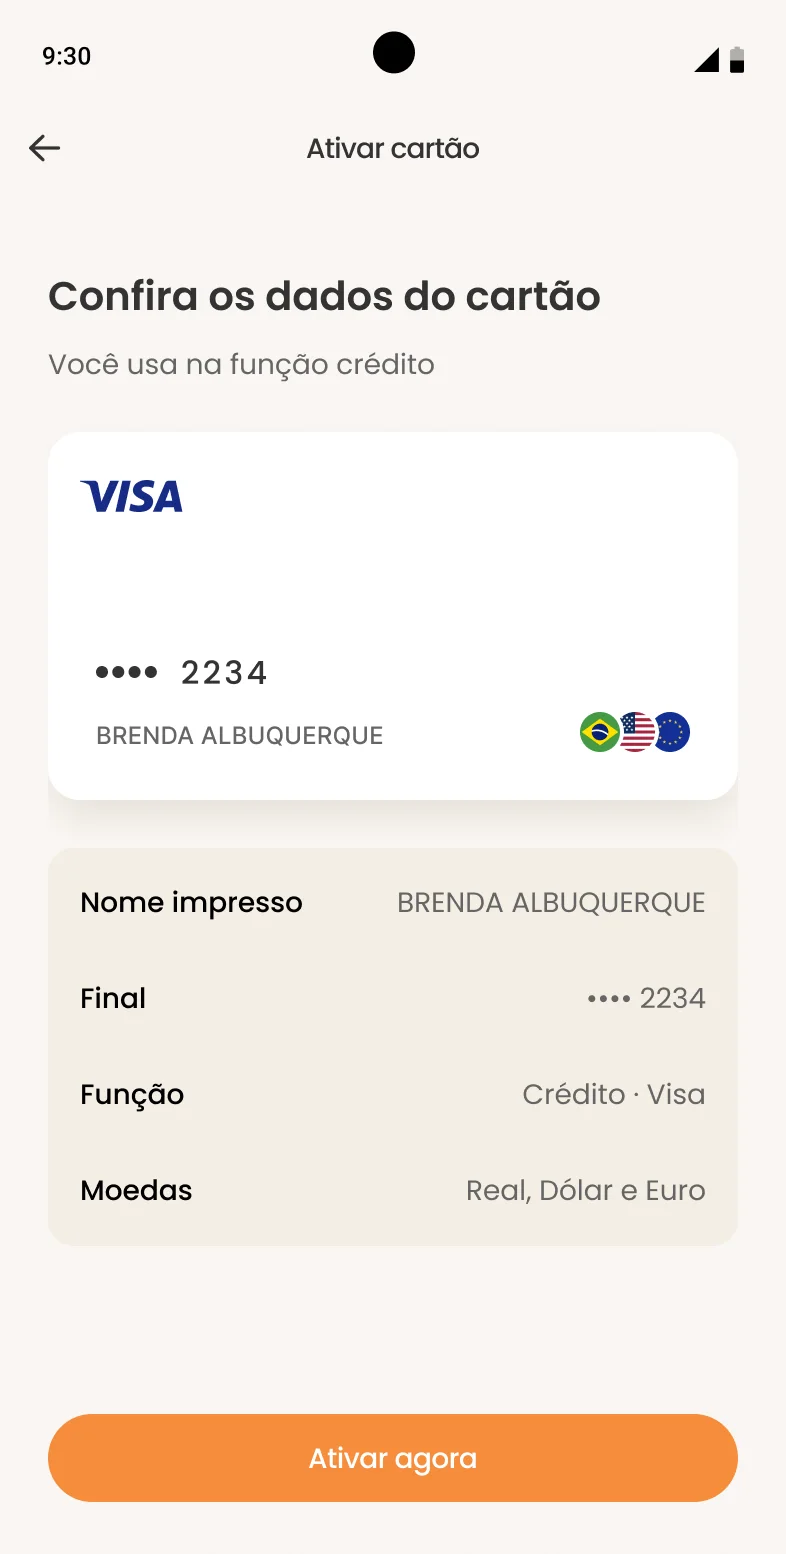 9:30
Ativar cartão
Confira os dados do cartão
Você usa na função crédito
VISA
•••• 2234
BRENDA ALBUQUERQUE
Nome impresso BRENDA ALBUQUERQUE
Final •••• 2234
Função Crédito · Visa
Moedas Real, Dólar e Euro
Ativar agora